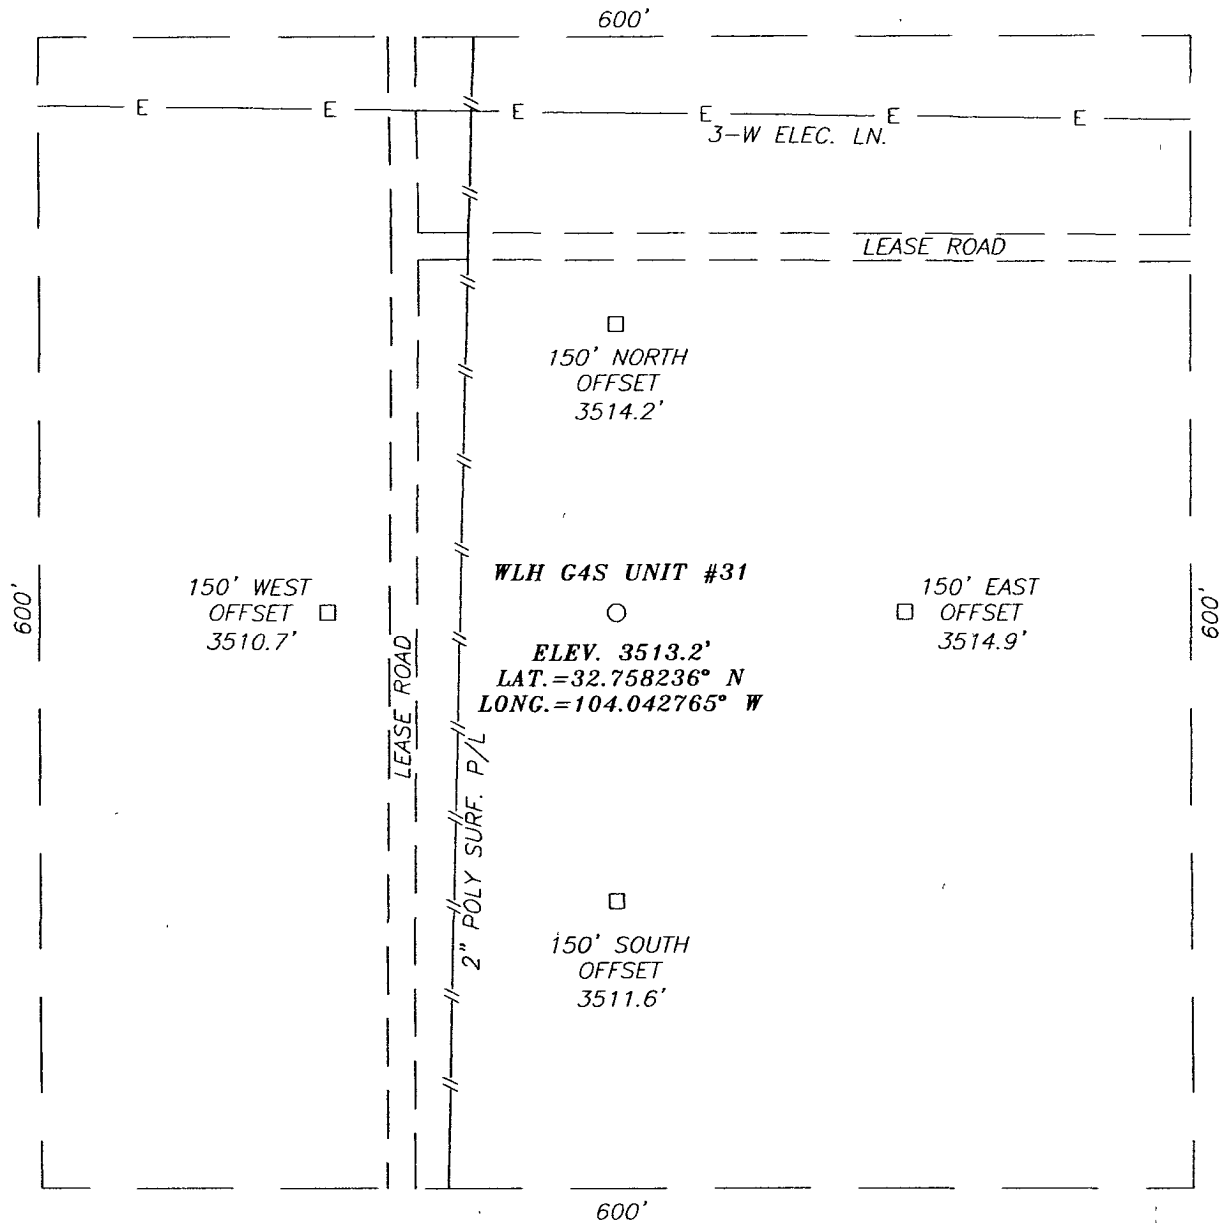 600'
E E E E E E
3-W ELEC. LN.
LEASE ROAD
150' NORTH
OFFSET
3514.2'
WLH G4S UNIT #31
150' WEST
OFFSET
3510.7'
150' EAST
OFFSET
3514.9'
600'
600'
ELEV. 3513.2'
LAT.=32.758236° N
LONG.=104.042765° W
LEASE ROAD
2" POLY SURF. P/L
150' SOUTH
OFFSET
3511.6'
600'